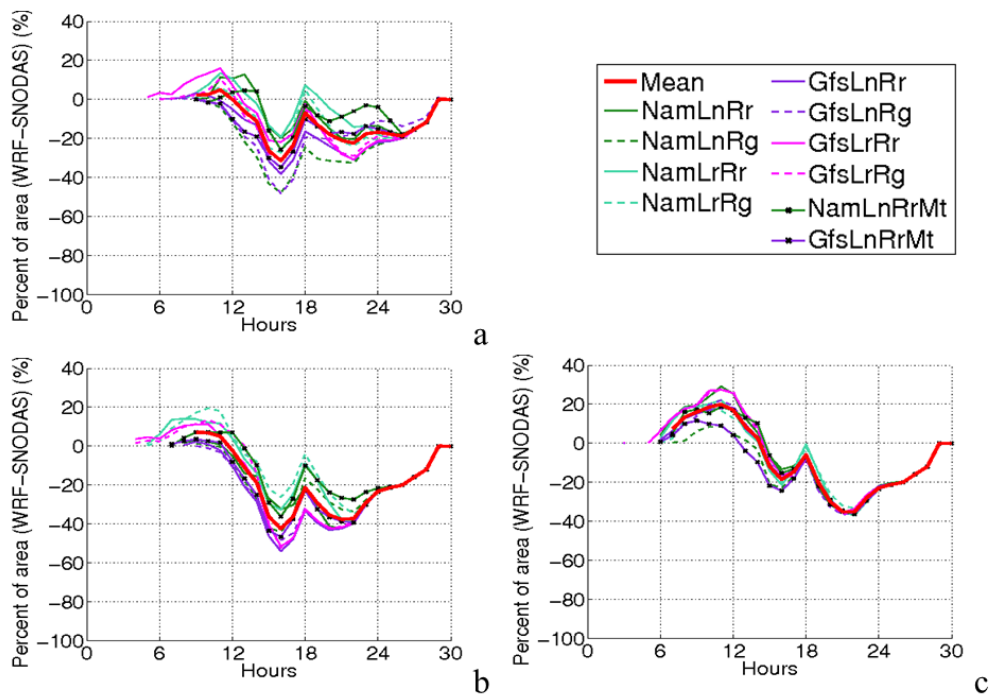 Percent of area (WRF-SNODAS) (%)
40
20
0
−20
−40
−60
−80
−100
0 6 12 18 24 30
Hours
a
Mean
NamLnRr
NamLnRg
NamLrRr
NamLrRg
GfsLnRr
GfsLnRg
GfsLrRr
GfsLrRg
NamLnRrMt
GfsLnRrMt
Percent of area (WRF−SNODAS) (%)
40
20
0
−20
−40
−60
−80
−100
0 6 12 18 24 30
Hours
b
Percent of area (WRF−SNODAS) (%)
40
20
0
−20
−40
−60
−80
−100
0 6 12 18 24 30
Hours
c